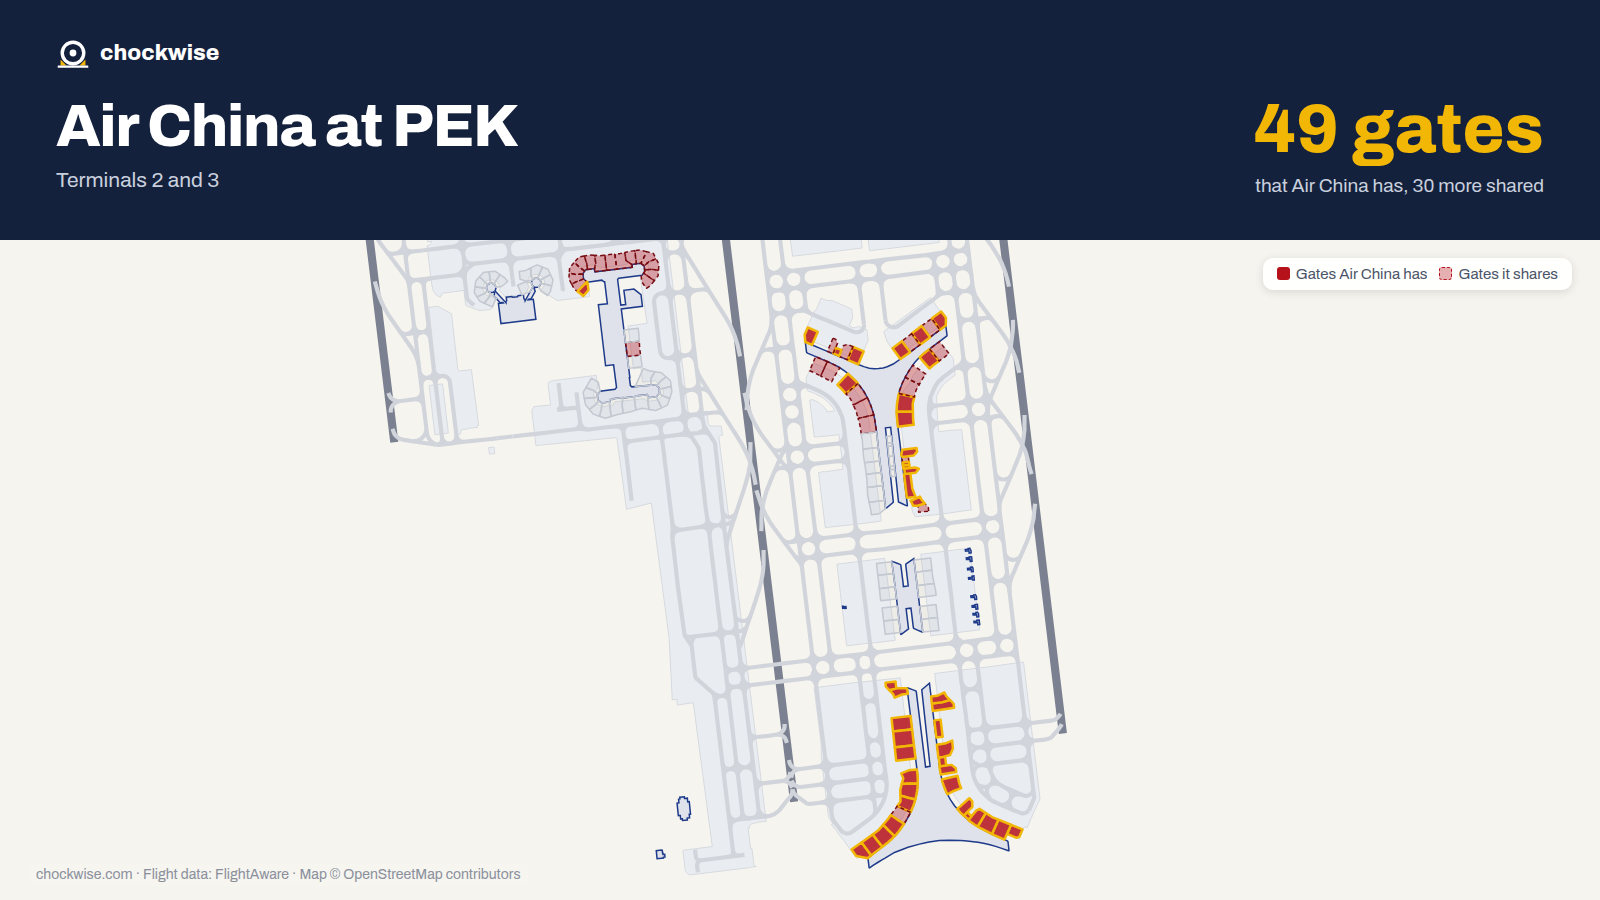 chockwise
Air China at PEK
Terminals 2 and 3
49 gates
that Air China has, 30 more shared
Gates Air China has
Gates it shares
chockwise.com · Flight data: FlightAware · Map © OpenStreetMap contributors